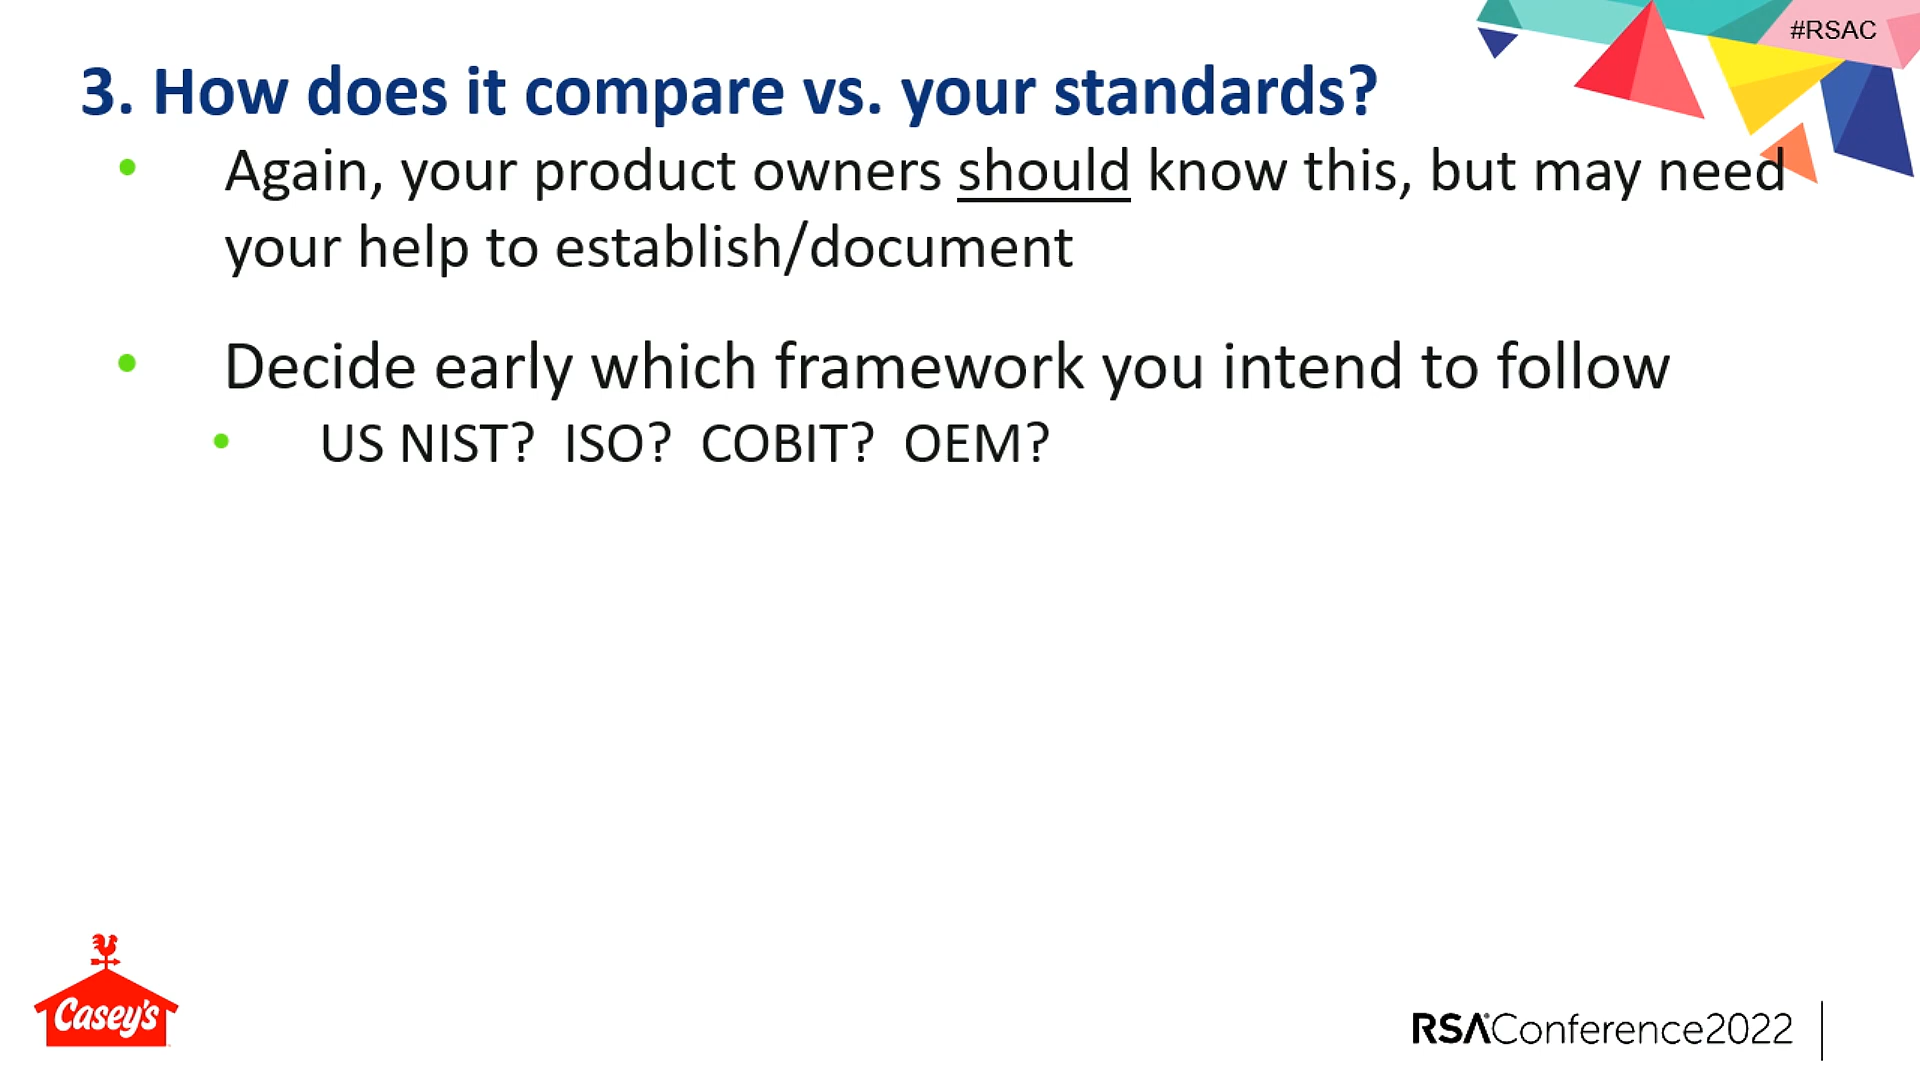 #RSAC
3. How does it compare vs. your standards?
• Again, your product owners should know this, but may need
your help to establish/document
• Decide early which framework you intend to follow
• US NIST?  ISO?  COBIT?  OEM?
Casey's
RSAConference2022